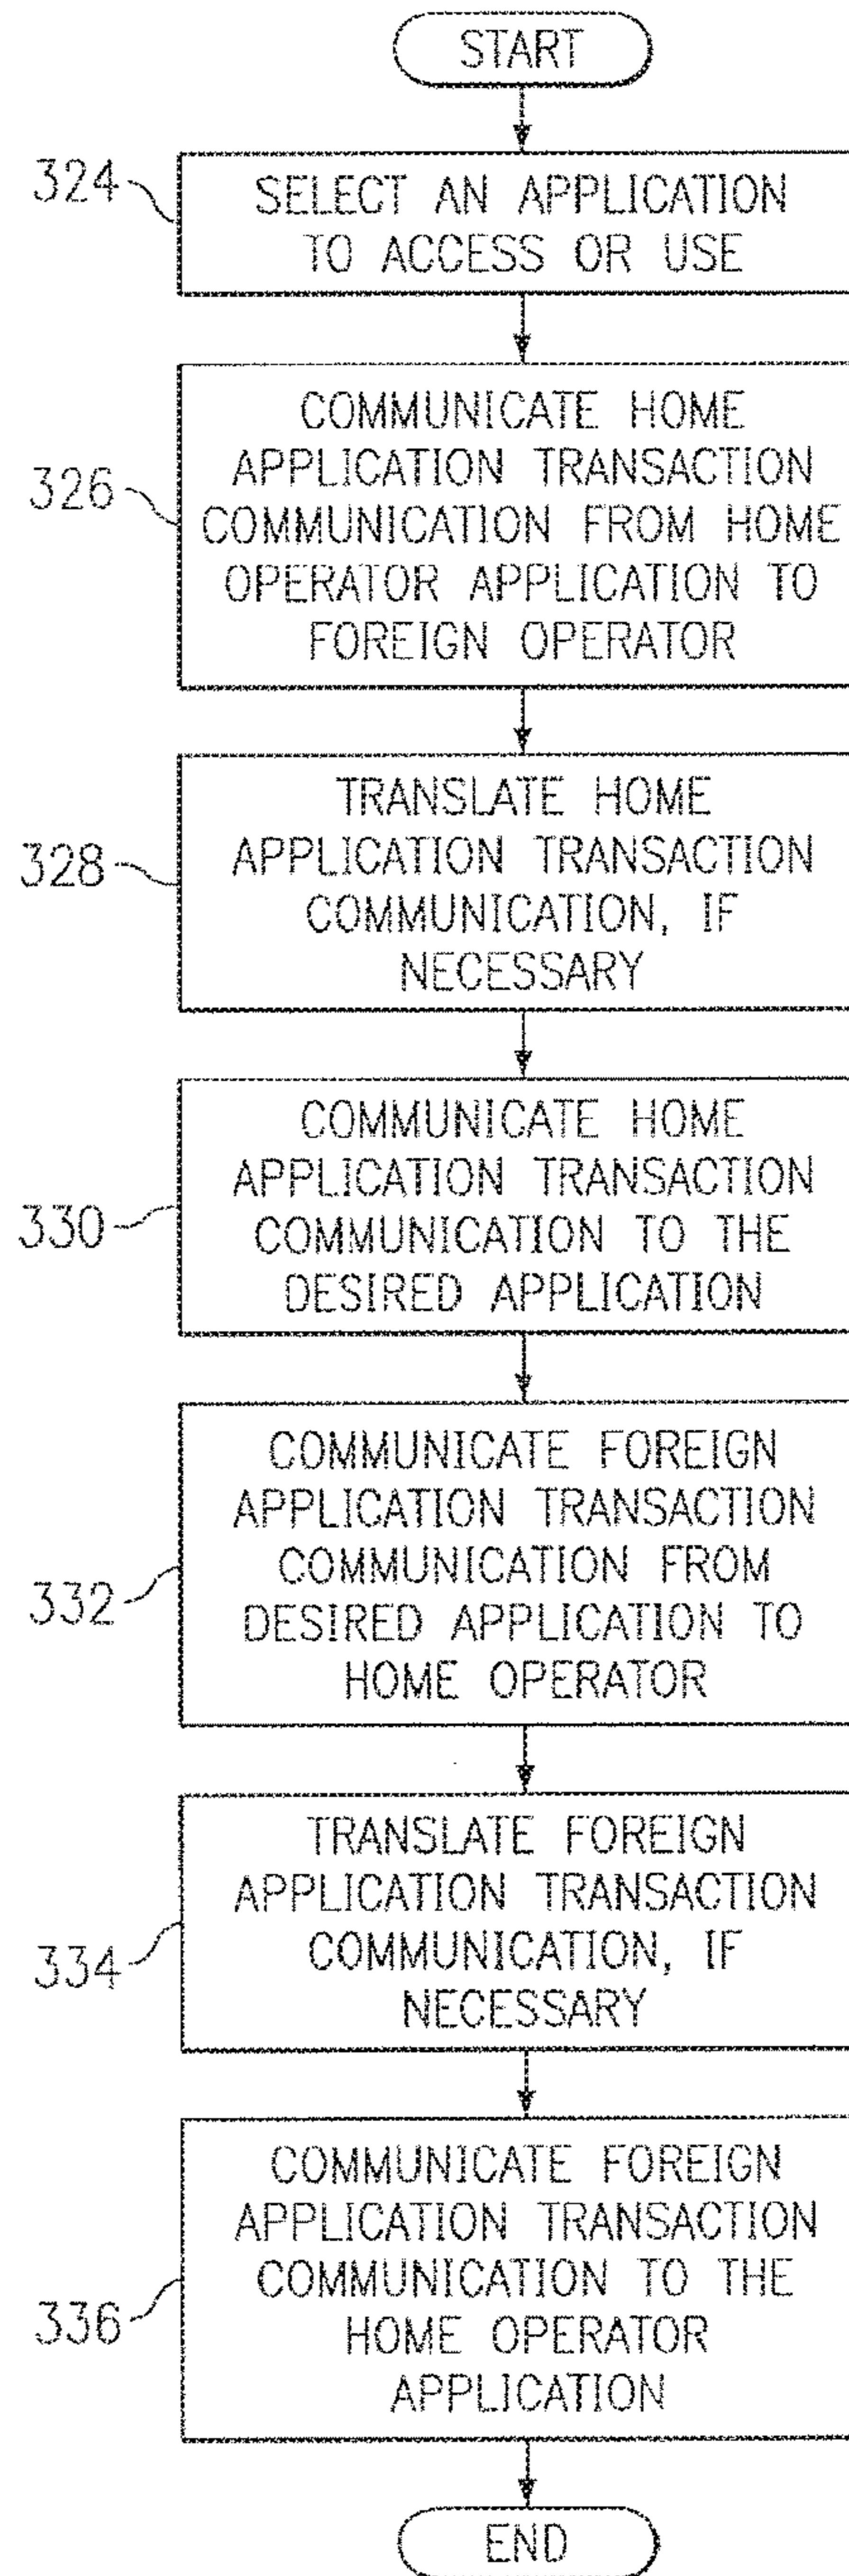 START
324
SELECT AN APPLICATION
TO ACCESS OR USE
326
COMMUNICATE HOME
APPLICATION TRANSACTION
COMMUNICATION FROM HOME
OPERATOR APPLICATION TO
FOREIGN OPERATOR
328
TRANSLATE HOME
APPLICATION TRANSACTION
COMMUNICATION, IF
NECESSARY
330
COMMUNICATE HOME
APPLICATION TRANSACTION
COMMUNICATION TO THE
DESIRED APPLICATION
332
COMMUNICATE FOREIGN
APPLICATION TRANSACTION
COMMUNICATION FROM
DESIRED APPLICATION TO
HOME OPERATOR
334
TRANSLATE FOREIGN
APPLICATION TRANSACTION
COMMUNICATION, IF
NECESSARY
336
COMMUNICATE FOREIGN
APPLICATION TRANSACTION
COMMUNICATION TO THE
HOME OPERATOR
APPLICATION
END